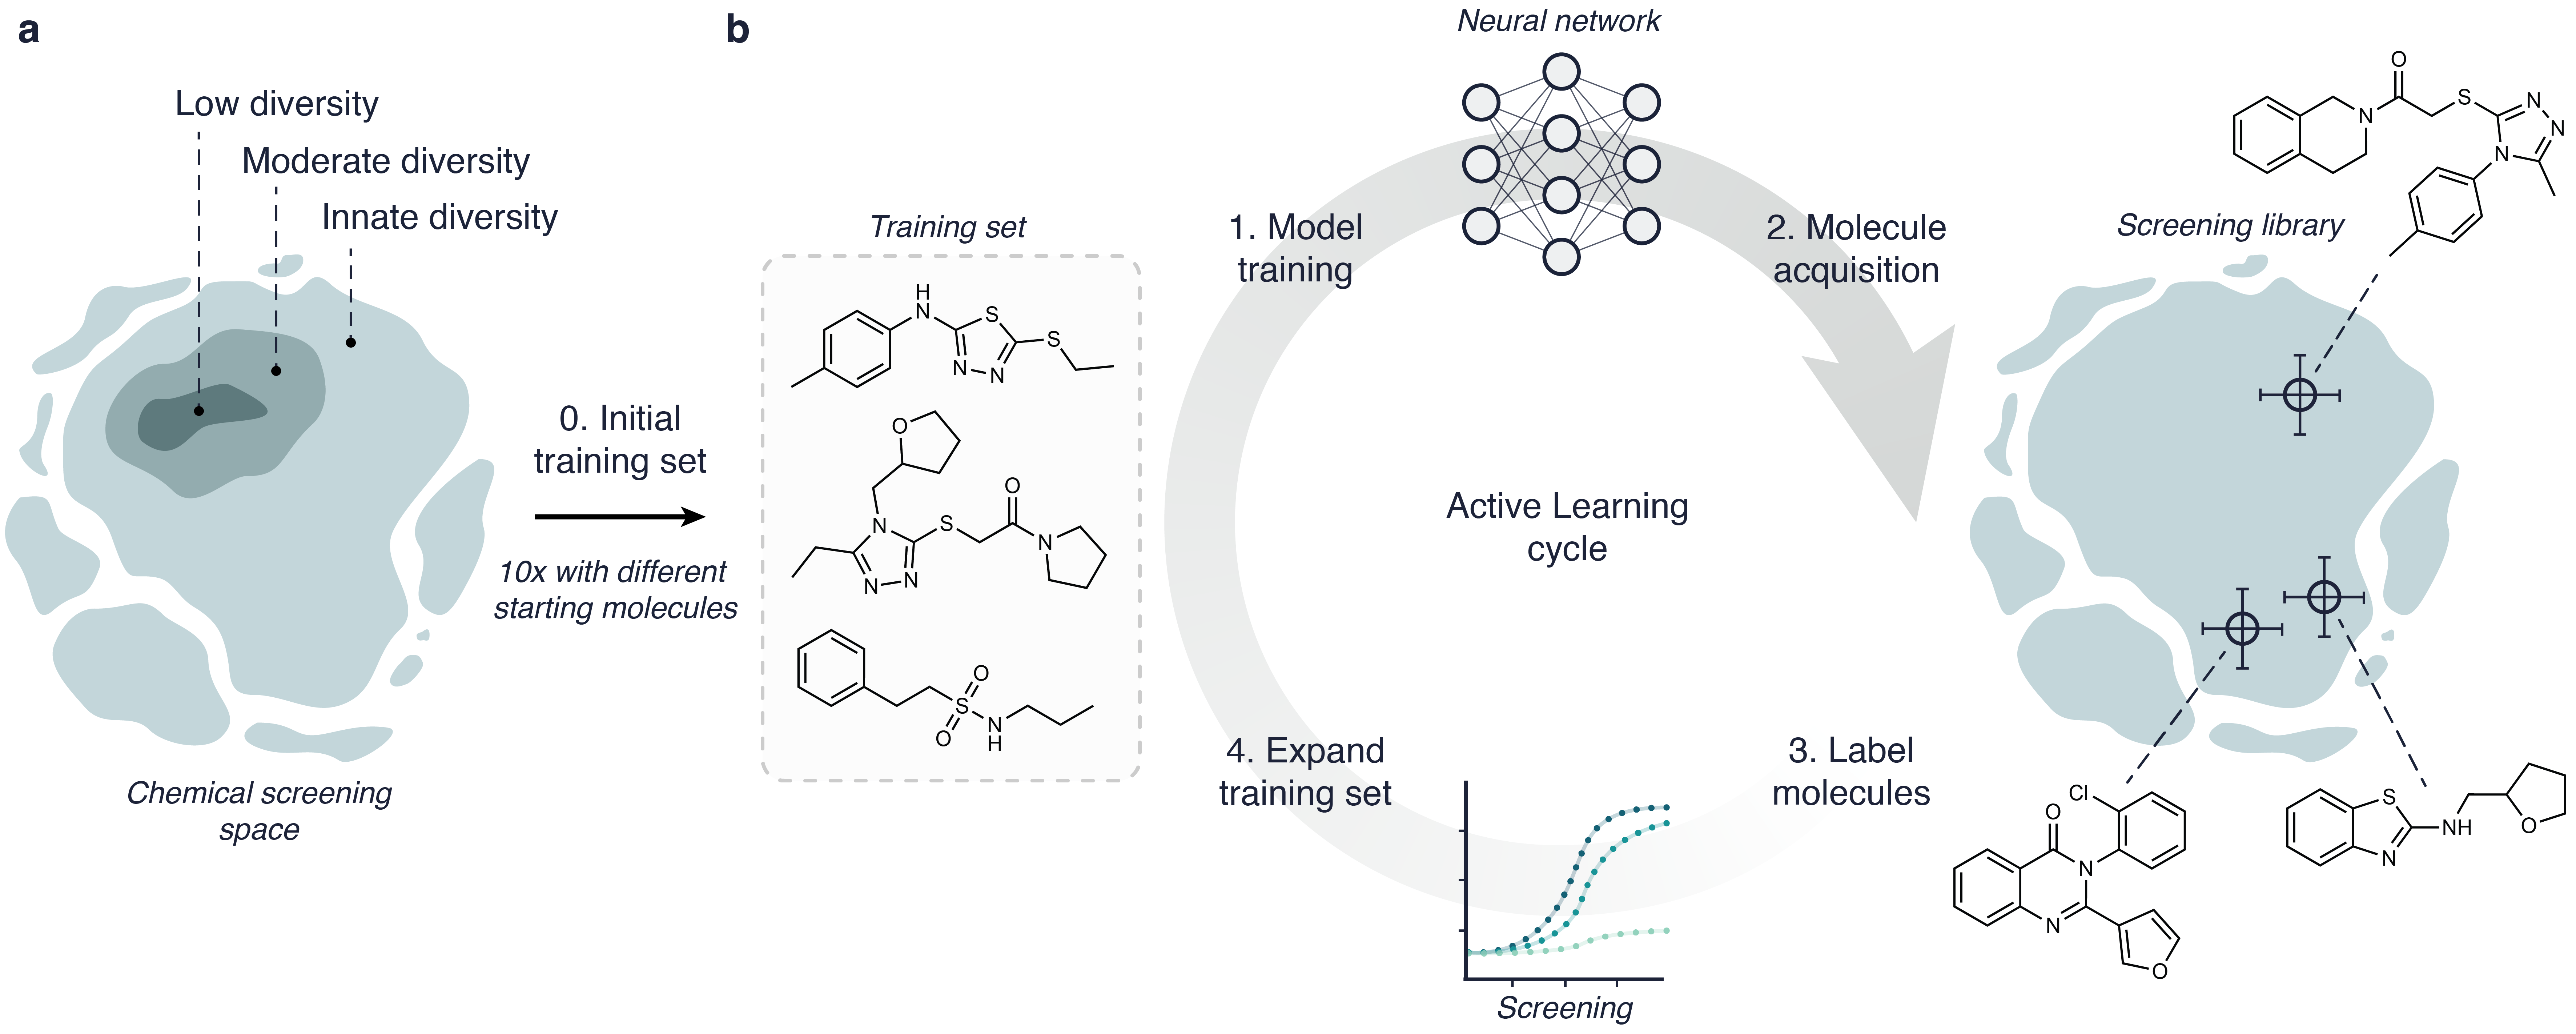 a
Low diversity
Moderate diversity
Innate diversity
Chemical screening
space
0. Initial
training set
10x with different
starting molecules
b
Training set
H
N
S
S
N
N
O
N
S
O
N
N
N
O
S
O
N
H
Neural network
1. Model
training
2. Molecule
acquisition
Active Learning
cycle
3. Label
molecules
4. Expand
training set
Screening
Screening library
O
N
S
N
N
N
Cl
O
N
N
O
S
N
NH
O